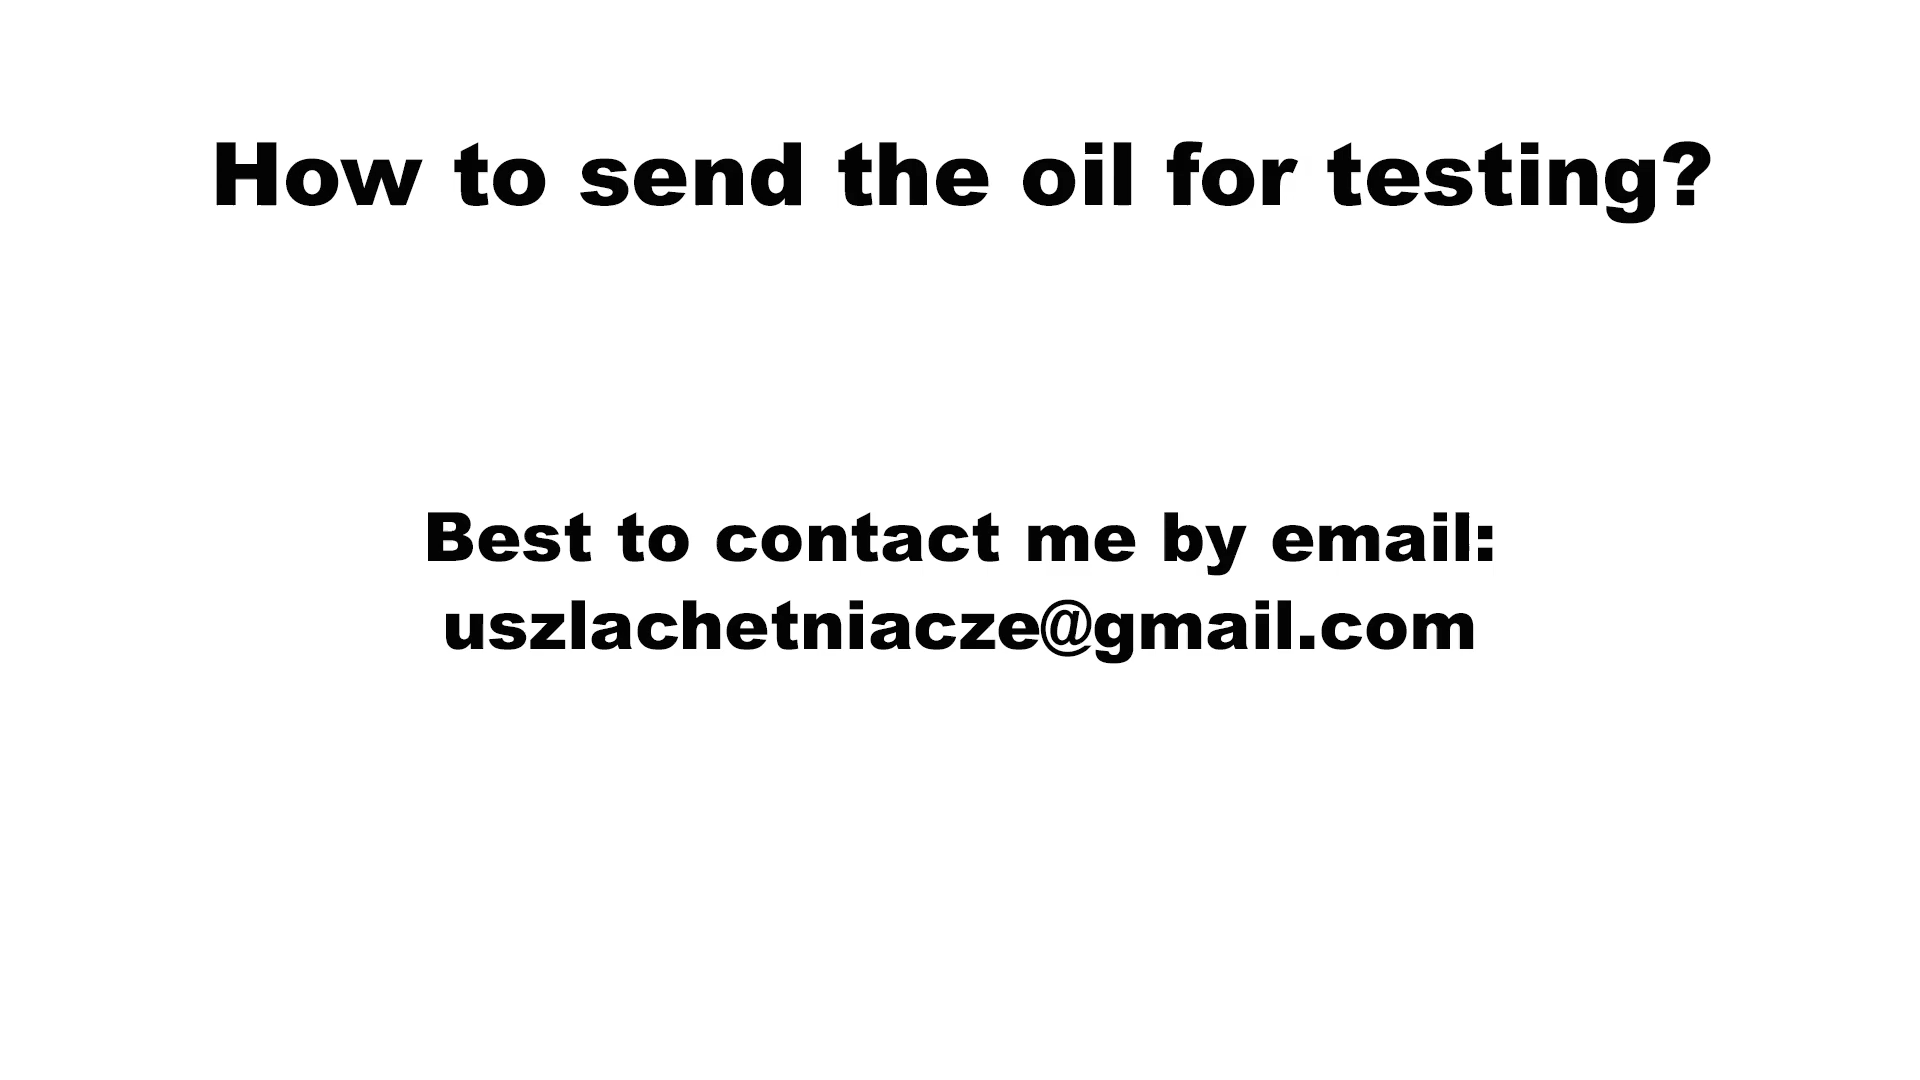 How to send the oil for testing?
Best to contact me by email:
uszlachetniacze@gmail.com